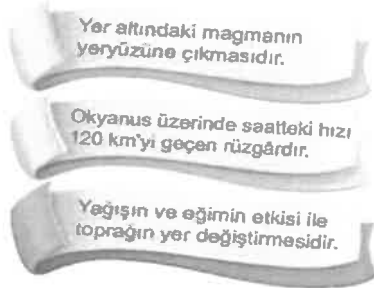 Yer altındaki magmanın
yeryüzüne çıkmasıdır.
Okyanus üzerinde saatteki hızı
120 km'yi geçen rüzgârdır.
Yağışın ve eğimin etkisi ile
toprağın yer değiştirmesidir.